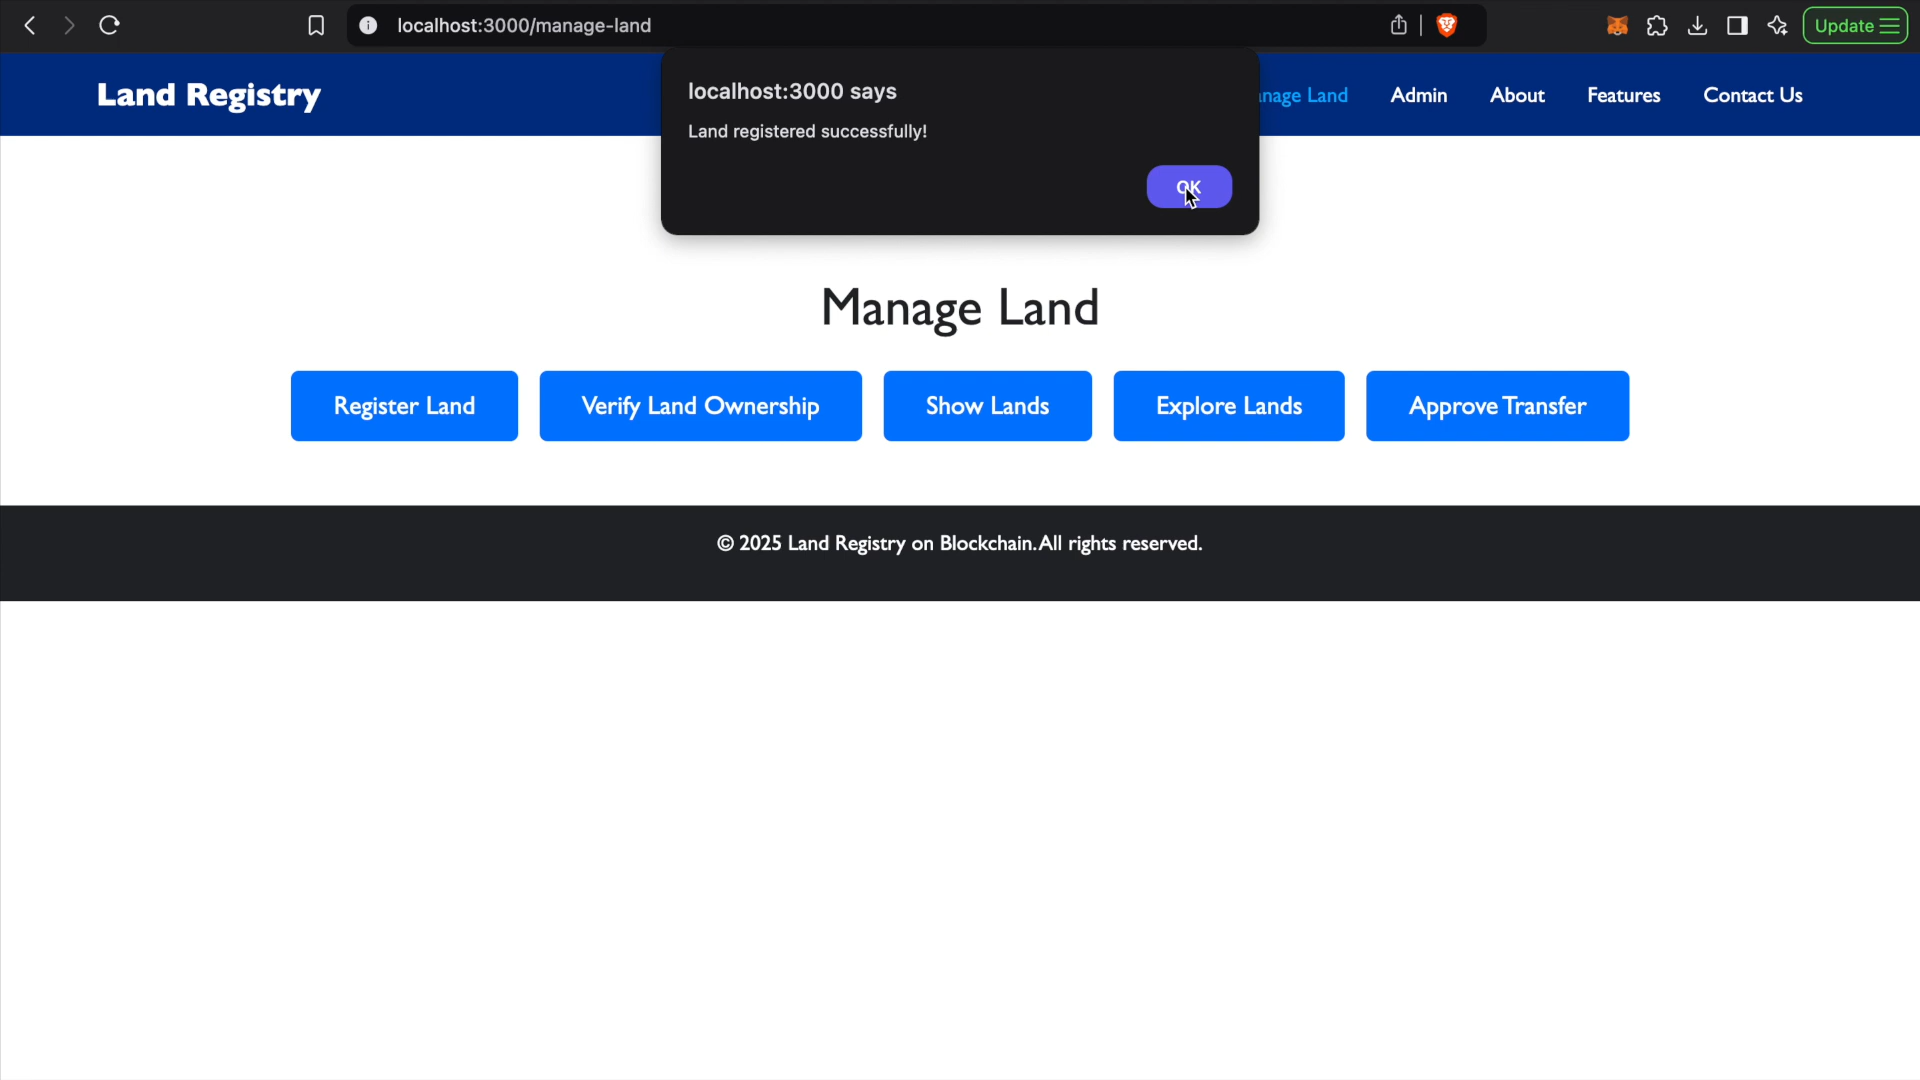 localhost:3000/manage-land
Update
Land Registry
nage Land
Admin
About
Features
Contact Us
localhost:3000 says
Land registered successfully!
OK
Manage Land
Register Land
Verify Land Ownership
Show Lands
Explore Lands
Approve Transfer
© 2025 Land Registry on Blockchain. All rights reserved.